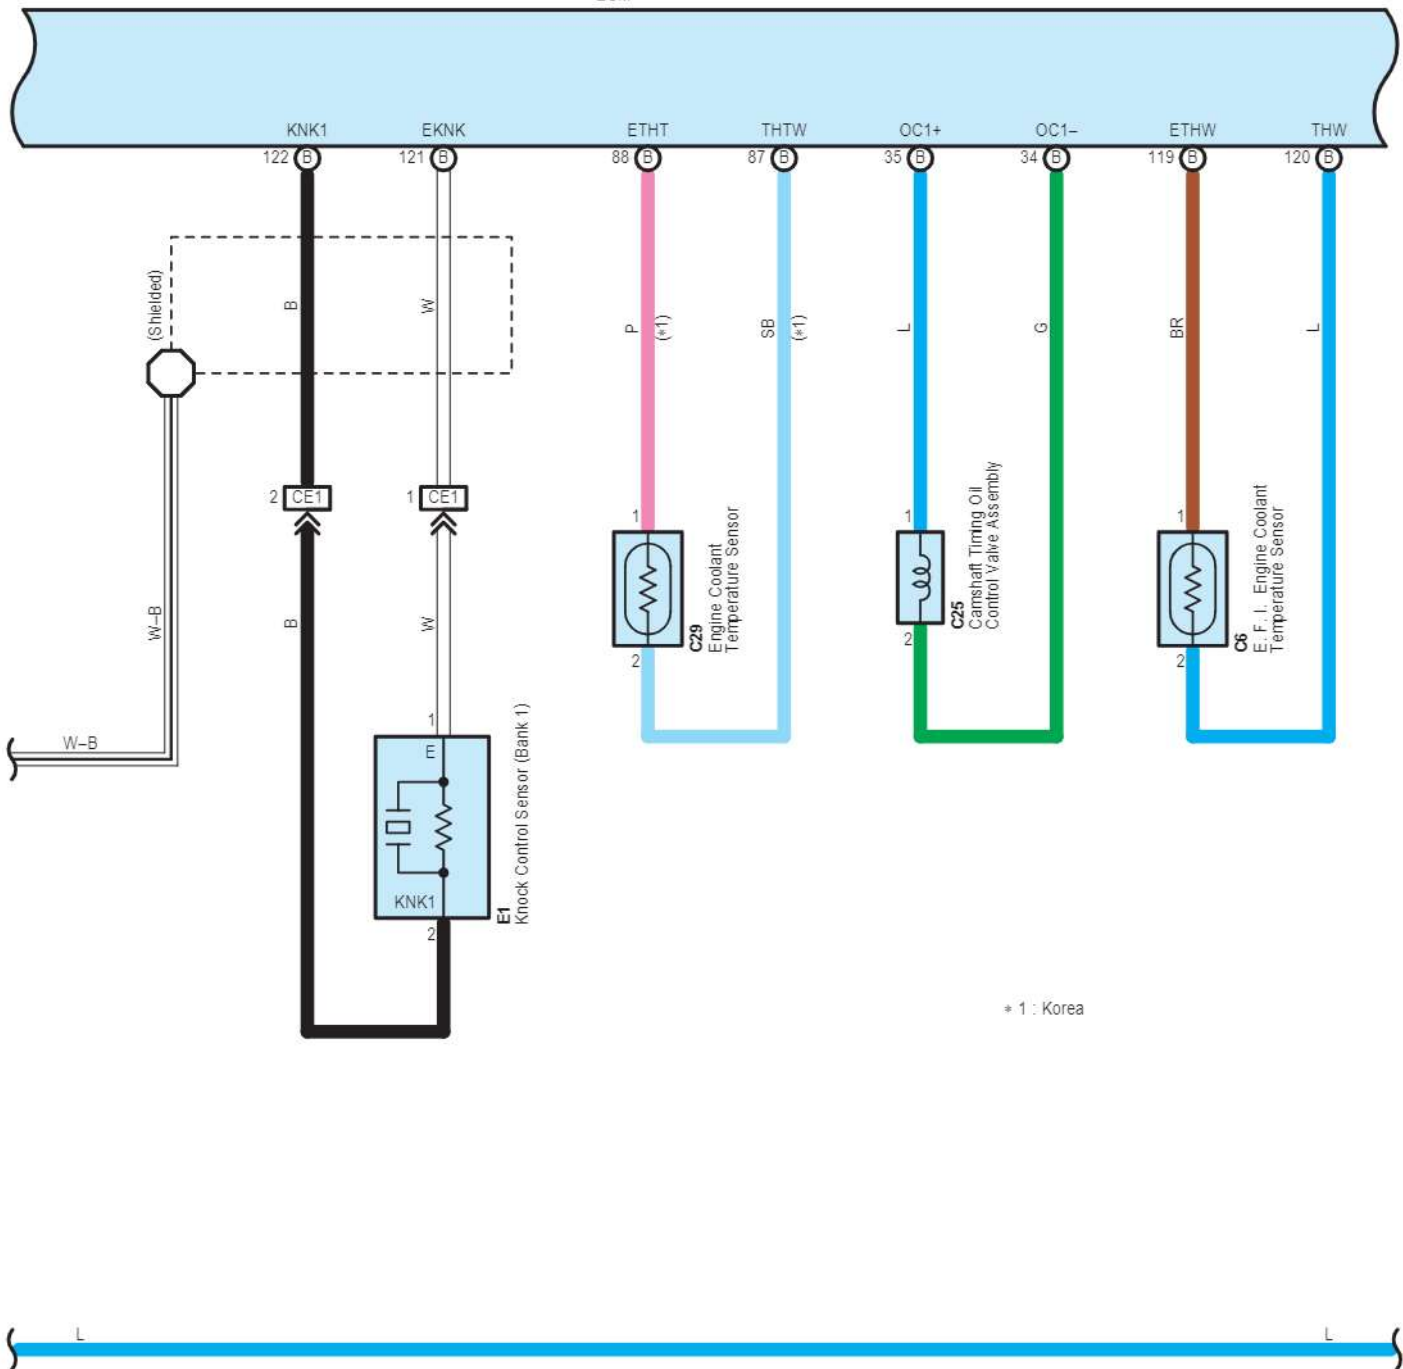 KNK1
EKNK
ETHT
THTW
OC1+
OC1–
ETHW
THW
122 B
121 B
88 B
87 B
35 B
34 B
119 B
120 B
(Shielded)
B
W
P
(*1)
SB
(*1)
L
G
BR
L
2 CE1
1 CE1
1
1
1
C29
Engine Coolant
Temperature Sensor
C25
Camshaft Timing Oil
Control Valve Assembly
C6
E. F. I. Engine Coolant
Temperature Sensor
2
2
2
W–B
B
W
W–B
1
E
KNK1
2
E1
Knock Control Sensor (Bank 1)
* 1 : Korea
L
L